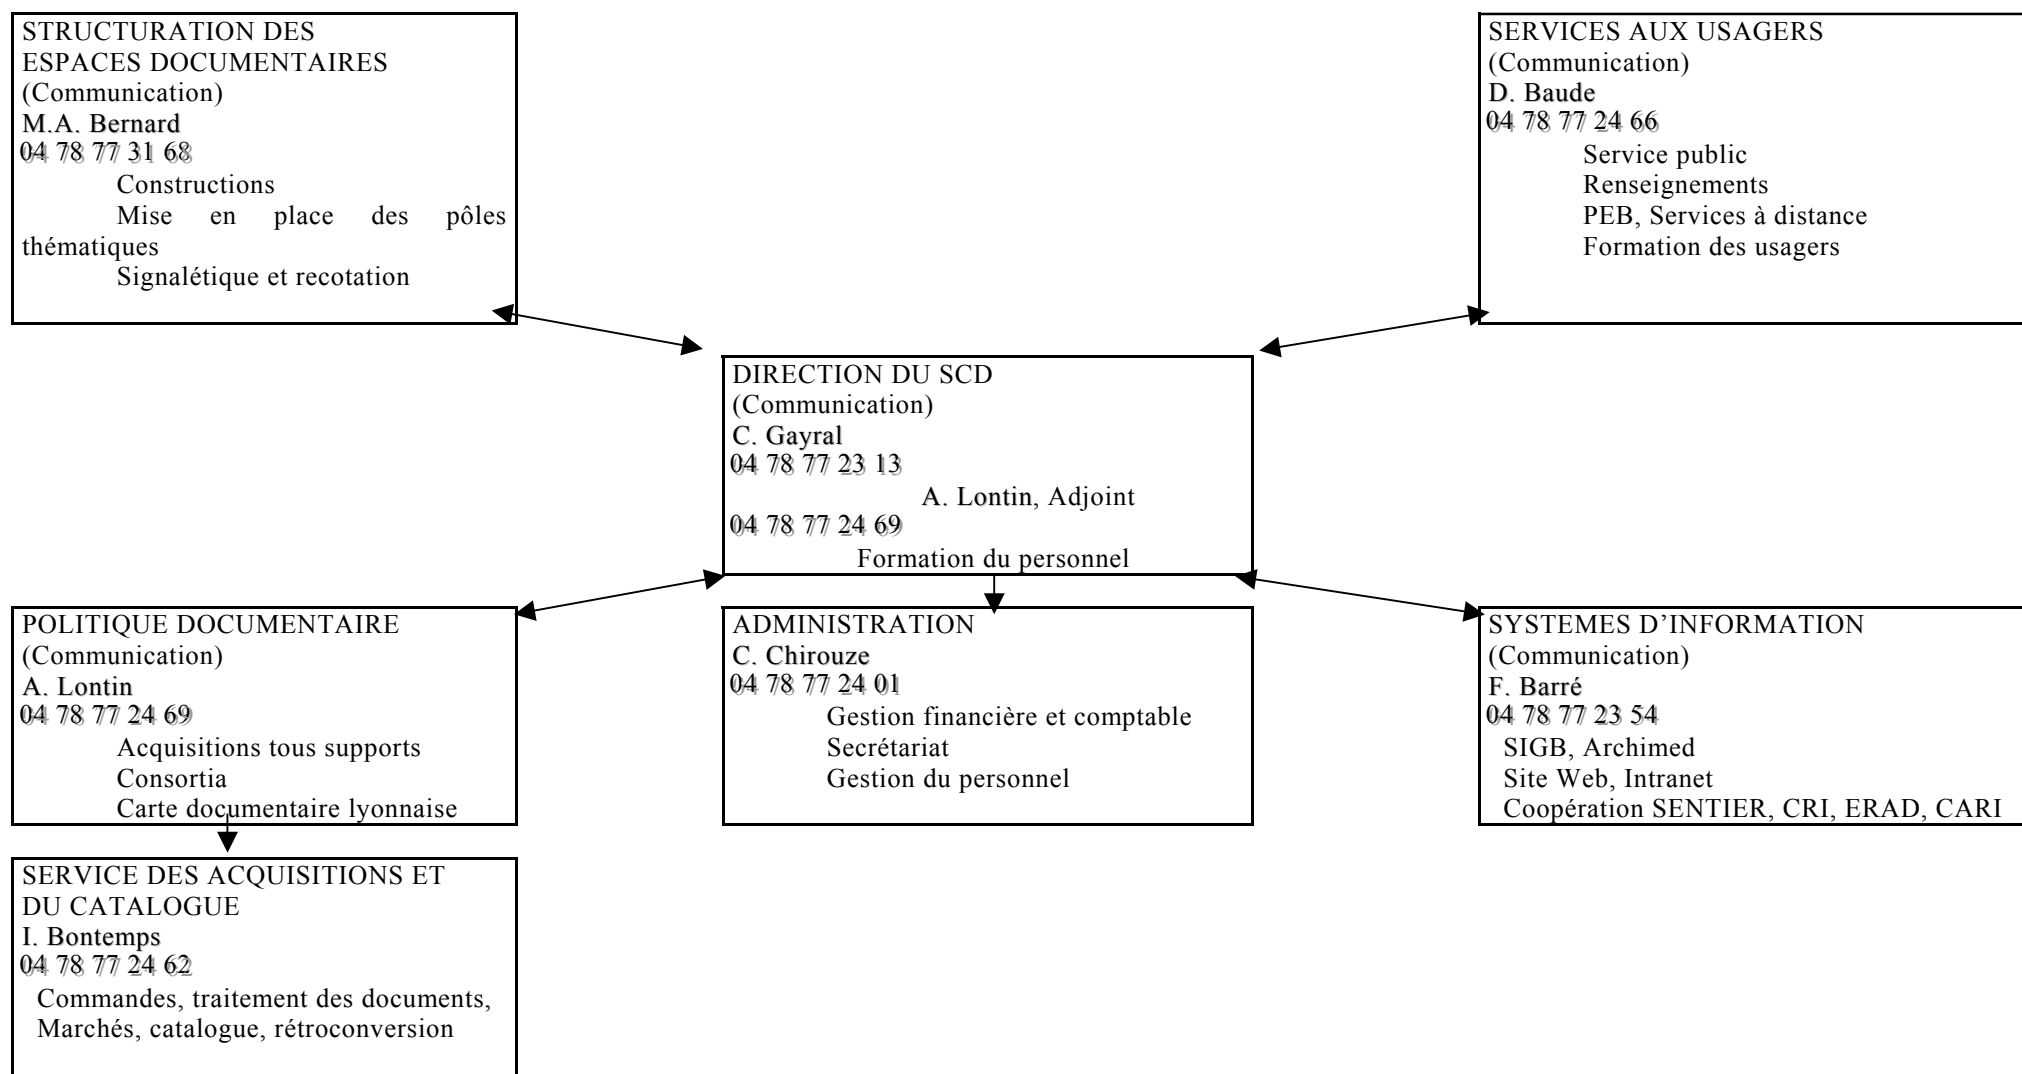 STRUCTURATION DES
ESPACES DOCUMENTAIRES
(Communication)
M.A. Bernard
04 78 77 31 68
Constructions
Mise en place des pôles
thématiques
Signalétique et recotation
SERVICES AUX USAGERS
(Communication)
D. Baude
04 78 77 24 66
Service public
Renseignements
PEB, Services à distance
Formation des usagers
DIRECTION DU SCD
(Communication)
C. Gayral
04 78 77 23 13
A. Lontin, Adjoint
04 78 77 24 69
Formation du personnel
POLITIQUE DOCUMENTAIRE
(Communication)
A. Lontin
04 78 77 24 69
Acquisitions tous supports
Consortia
Carte documentaire lyonnaise
ADMINISTRATION
C. Chirouze
04 78 77 24 01
Gestion financière et comptable
Secrétariat
Gestion du personnel
SYSTEMES D’INFORMATION
(Communication)
F. Barré
04 78 77 23 54
SIGB, Archimed
Site Web, Intranet
Coopération SENTIER, CRI, ERAD, CARI
SERVICE DES ACQUISITIONS ET
DU CATALOGUE
I. Bontemps
04 78 77 24 62
Commandes, traitement des documents,
Marchés, catalogue, rétroconversion